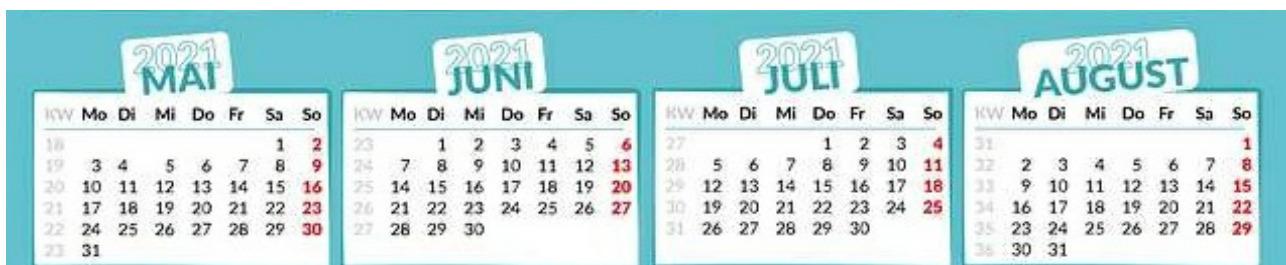 2021
MAI
KW Mo Di Mi Do Fr Sa So
18 1 2
19 3 4 5 6 7 8 9
20 10 11 12 13 14 15 16
21 17 18 19 20 21 22 23
22 24 25 26 27 28 29 30
23 31
2021
JUNI
KW Mo Di Mi Do Fr Sa So
23 1 2 3 4 5 6
24 7 8 9 10 11 12 13
25 14 15 16 17 18 19 20
26 21 22 23 24 25 26 27
27 28 29 30
2021
JULI
KW Mo Di Mi Do Fr Sa So
27 1 2 3 4
28 5 6 7 8 9 10 11
29 12 13 14 15 16 17 18
30 19 20 21 22 23 24 25
31 26 27 28 29 30
2021
AUGUST
KW Mo Di Mi Do Fr Sa So
31 1
32 2 3 4 5 6 7 8
33 9 10 11 12 13 14 15
34 16 17 18 19 20 21 22
35 23 24 25 26 27 28 29
36 30 31